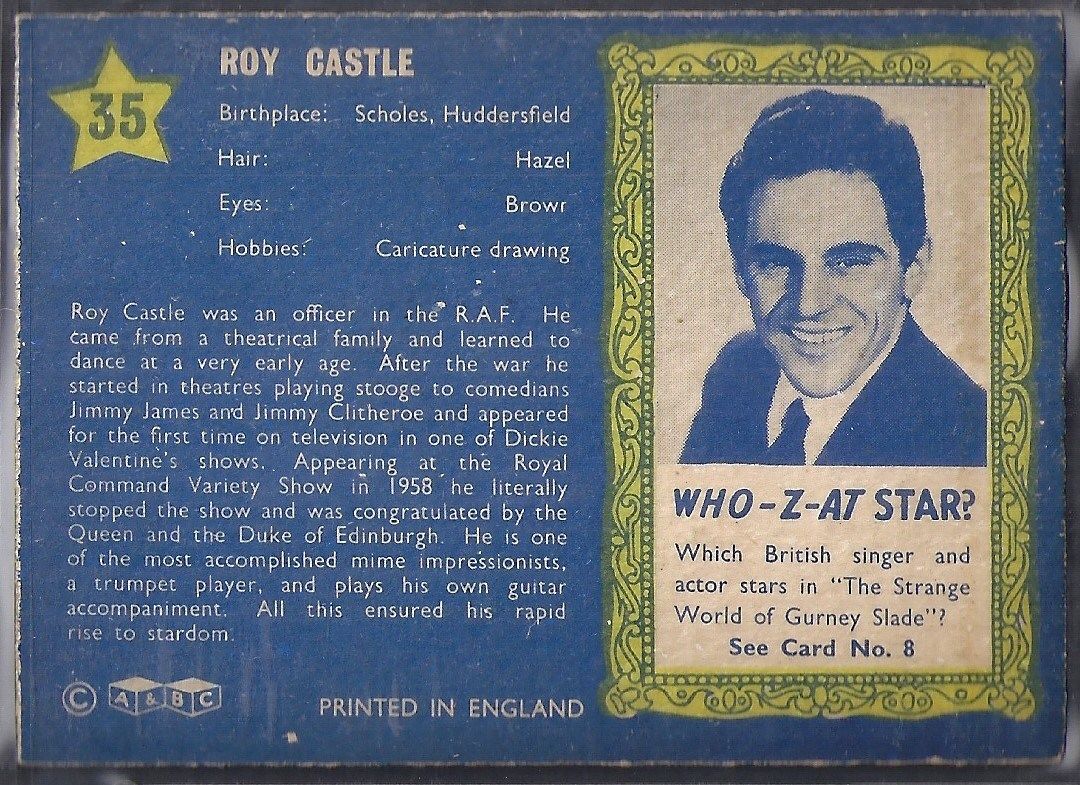 35
ROY CASTLE
Birthplace: Scholes, Huddersfield
Hair: Hazel
Eyes: Browr
Hobbies: Caricature drawing
Roy Castle was an officer in the R.A.F. He
came from a theatrical family and learned to
dance at a very early age. After the war he
started in theatres playing stooge to comedians
Jimmy James and Jimmy Clitheroe and appeared
for the first time on television in one of Dickie
Valentine's shows. Appearing at the Royal
Command Variety Show in 1958 he literally
stopped the show and was congratulated by the
Queen and the Duke of Edinburgh. He is one
of the most accomplished mime impressionists,
a trumpet player, and plays his own guitar
accompaniment. All this ensured his rapid
rise to stardom.
© A & B C
PRINTED IN ENGLAND
WHO-Z-AT STAR?
Which British singer and
actor stars in "The Strange
World of Gurney Slade"?
See Card No. 8